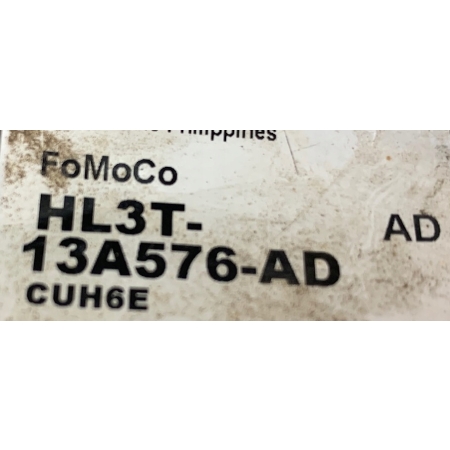 Philippines
FoMoCo
HL3T-
AD
13A576-AD
CUH6E